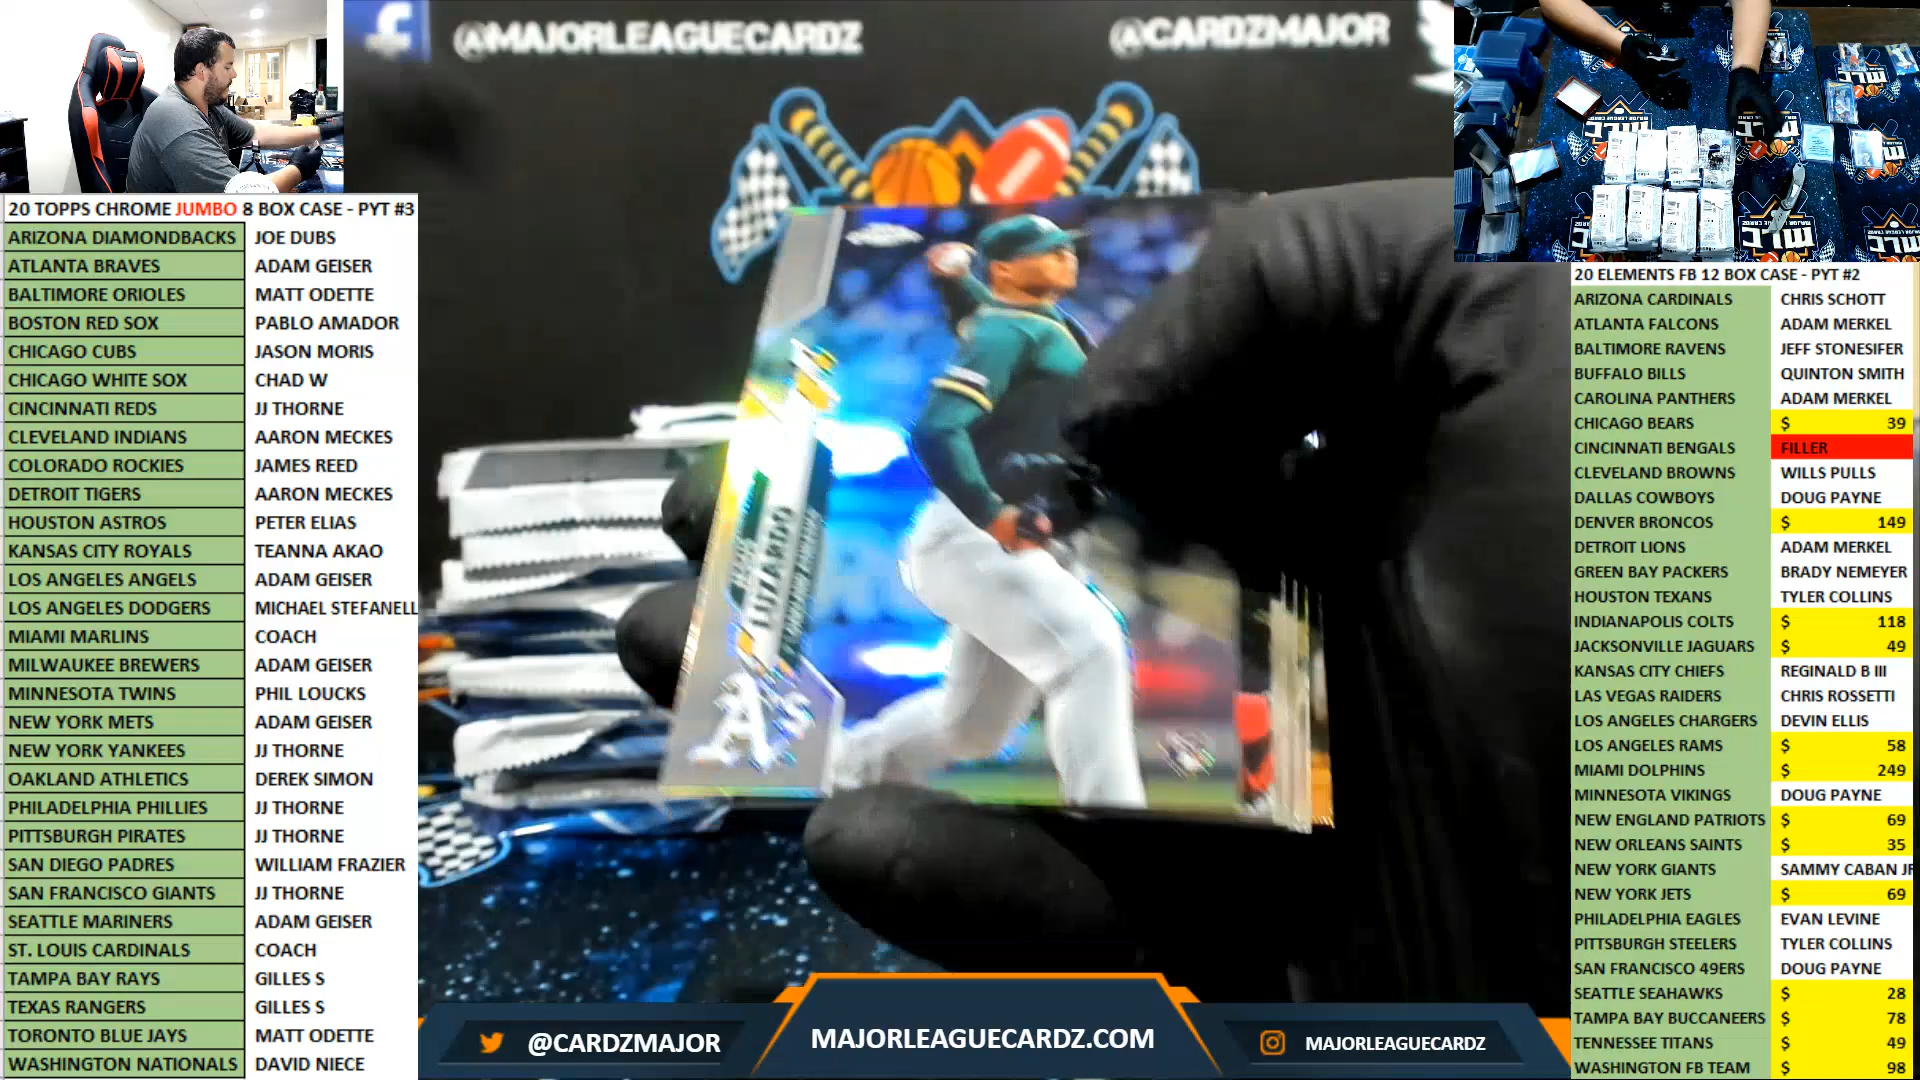 @MAJORLEAGUECARDZ
@CARDZMAJOR
20 TOPPS CHROME JUMBO 8 BOX CASE - PYT #3
ARIZONA DIAMONDBACKS JOE DUBS
ATLANTA BRAVES ADAM GEISER
BALTIMORE ORIOLES MATT ODETTE
BOSTON RED SOX PABLO AMADOR
CHICAGO CUBS JASON MORIS
CHICAGO WHITE SOX CHAD W
CINCINNATI REDS JJ THORNE
CLEVELAND INDIANS AARON MECKES
COLORADO ROCKIES JAMES REED
DETROIT TIGERS AARON MECKES
HOUSTON ASTROS PETER ELIAS
KANSAS CITY ROYALS TEANNA AKAO
LOS ANGELES ANGELS ADAM GEISER
LOS ANGELES DODGERS MICHAEL STEFANELL
MIAMI MARLINS COACH
MILWAUKEE BREWERS ADAM GEISER
MINNESOTA TWINS PHIL LOUCKS
NEW YORK METS ADAM GEISER
NEW YORK YANKEES JJ THORNE
OAKLAND ATHLETICS DEREK SIMON
PHILADELPHIA PHILLIES JJ THORNE
PITTSBURGH PIRATES JJ THORNE
SAN DIEGO PADRES WILLIAM FRAZIER
SAN FRANCISCO GIANTS JJ THORNE
SEATTLE MARINERS ADAM GEISER
ST. LOUIS CARDINALS COACH
TAMPA BAY RAYS GILLES S
TEXAS RANGERS GILLES S
TORONTO BLUE JAYS MATT ODETTE
WASHINGTON NATIONALS DAVID NIECE
LUZARDO
A's
@CARDZMAJOR
MAJORLEAGUECARDZ.COM
MAJORLEAGUECARDZ
20 ELEMENTS FB 12 BOX CASE - PYT #2
ARIZONA CARDINALS CHRIS SCHOTT
ATLANTA FALCONS ADAM MERKEL
BALTIMORE RAVENS JEFF STONESIFER
BUFFALO BILLS QUINTON SMITH
CAROLINA PANTHERS ADAM MERKEL
CHICAGO BEARS $ 39
CINCINNATI BENGALS FILLER
CLEVELAND BROWNS WILLS PULLS
DALLAS COWBOYS DOUG PAYNE
DENVER BRONCOS $ 149
DETROIT LIONS ADAM MERKEL
GREEN BAY PACKERS BRADY NEMEYER
HOUSTON TEXANS TYLER COLLINS
INDIANAPOLIS COLTS $ 118
JACKSONVILLE JAGUARS $ 49
KANSAS CITY CHIEFS REGINALD B III
LAS VEGAS RAIDERS CHRIS ROSSETTI
LOS ANGELES CHARGERS DEVIN ELLIS
LOS ANGELES RAMS $ 58
MIAMI DOLPHINS $ 249
MINNESOTA VIKINGS DOUG PAYNE
NEW ENGLAND PATRIOTS $ 69
NEW ORLEANS SAINTS $ 35
NEW YORK GIANTS SAMMY CABAN JR
NEW YORK JETS $ 69
PHILADELPHIA EAGLES EVAN LEVINE
PITTSBURGH STEELERS TYLER COLLINS
SAN FRANCISCO 49ERS DOUG PAYNE
SEATTLE SEAHAWKS $ 28
TAMPA BAY BUCCANEERS $ 78
TENNESSEE TITANS $ 49
WASHINGTON FB TEAM $ 98